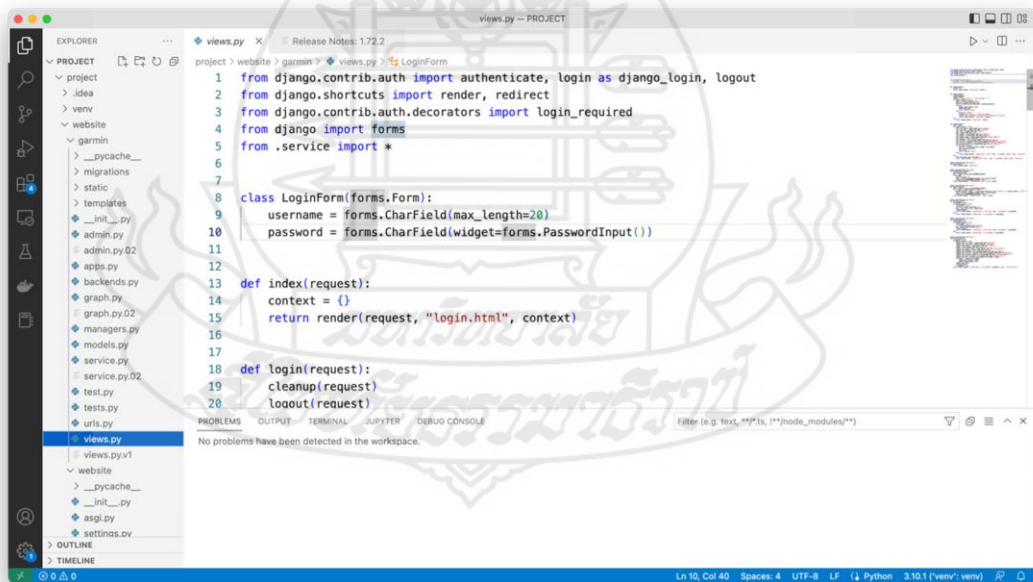 views.py — PROJECT
EXPLORER
views.py
Release Notes: 1.72.2
PROJECT
project > website > garmin > views.py > LoginForm
project
.idea
venv
website
garmin
__pycache__
migrations
static
templates
__init__.py
admin.py
admin.py.02
apps.py
backends.py
graph.py
graph.py.02
managers.py
models.py
service.py
service.py.02
test.py
tests.py
urls.py
views.py
views.py.v1
website
__pycache__
__init__.py
asgi.py
settings.py
OUTLINE
TIMELINE
1 from django.contrib.auth import authenticate, login as django_login, logout
2 from django.shortcuts import render, redirect
3 from django.contrib.auth.decorators import login_required
4 from django import forms
5 from .service import *
6
7
8 class LoginForm(forms.Form):
9 username = forms.CharField(max_length=20)
10 password = forms.CharField(widget=forms.PasswordInput())
11
12
13 def index(request):
14 context = {}
15 return render(request, "login.html", context)
16
17
18 def login(request):
19 cleanup(request)
20 logout(request)
PROBLEMS OUTPUT TERMINAL JUPYTER DEBUG CONSOLE
Filter (e.g. text, **/*.ts, !**/node_modules/**)
No problems have been detected in the workspace.
4
1
0 0
Ln 10, Col 40 Spaces: 4 UTF-8 LF Python 3.10.1 ('venv': venv)